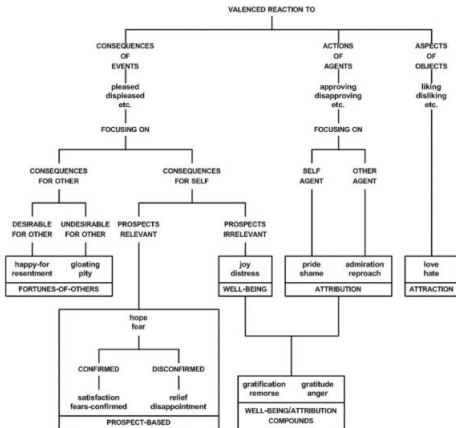 VALENCED REACTION TO
CONSEQUENCES
OF
EVENTS
ACTIONS
OF
AGENTS
ASPECTS
OF
OBJECTS
pleased
displeased
etc.
approving
disapproving
etc.
liking
disliking
etc.
FOCUSING ON
FOCUSING ON
CONSEQUENCES
FOR OTHER
CONSEQUENCES
FOR SELF
SELF
AGENT
OTHER
AGENT
DESIRABLE
FOR OTHER
UNDESIRABLE
FOR OTHER
PROSPECTS
RELEVANT
PROSPECTS
IRRELEVANT
happy-for
resentment
gloating
pity
FORTUNES-OF-OTHERS
joy
distress
WELL-BEING
pride
shame
admiration
reproach
ATTRIBUTION
love
hate
ATTRACTION
hope
fear
CONFIRMED
DISCONFIRMED
satisfaction
fears-confirmed
relief
disappointment
PROSPECT-BASED
gratification
remorse
gratitude
anger
WELL-BEING/ATTRIBUTION
COMPOUNDS